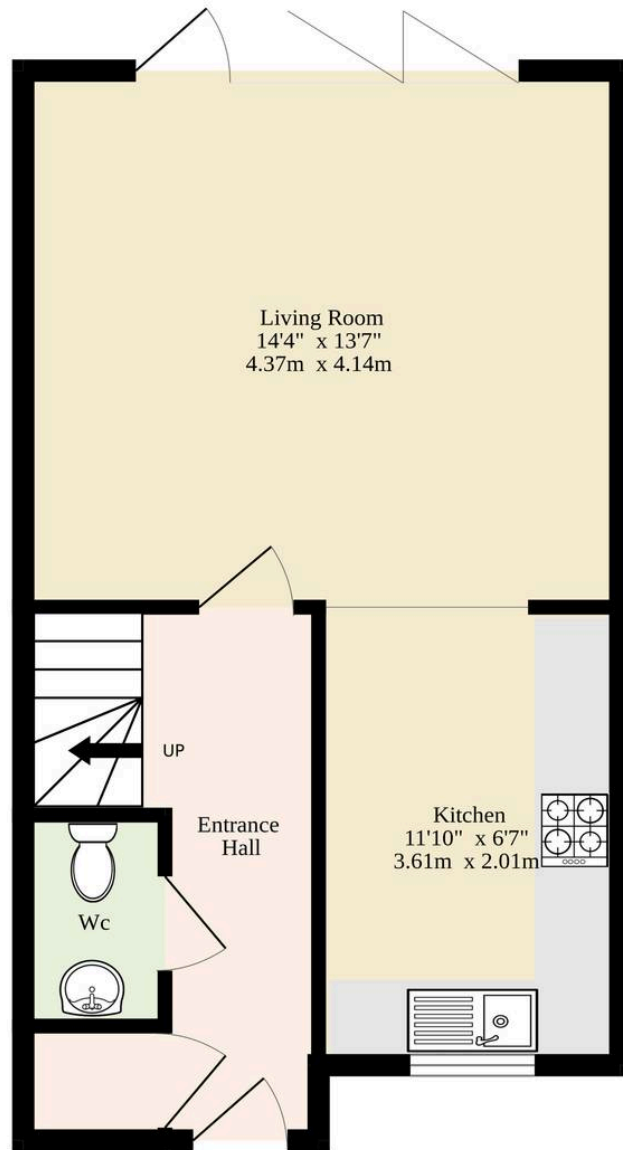 Living Room
14'4" x 13'7"
4.37m x 4.14m
UP
Entrance
Hall
Kitchen
11'10" x 6'7"
3.61m x 2.01m
Wc